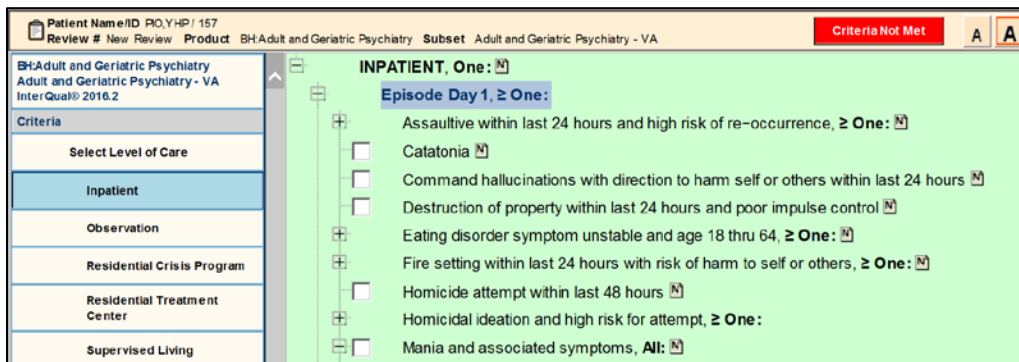 Patient Name/ID PIO,YHP / 157
Review # New Review Product BH:Adult and Geriatric Psychiatry Subset Adult and Geriatric Psychiatry - VA
Criteria Not Met
A
A
BH:Adult and Geriatric Psychiatry
Adult and Geriatric Psychiatry - VA
InterQual® 2016.2
Criteria
Select Level of Care
Inpatient
Observation
Residential Crisis Program
Residential Treatment
Center
Supervised Living
INPATIENT, One: N
Episode Day 1, ≥ One:
Assaultive within last 24 hours and high risk of re-occurrence, ≥ One: N
Catatonia N
Command hallucinations with direction to harm self or others within last 24 hours N
Destruction of property within last 24 hours and poor impulse control N
Eating disorder symptom unstable and age 18 thru 64, ≥ One: N
Fire setting within last 24 hours with risk of harm to self or others, ≥ One: N
Homicide attempt within last 48 hours N
Homicidal ideation and high risk for attempt, ≥ One:
Mania and associated symptoms, All: N